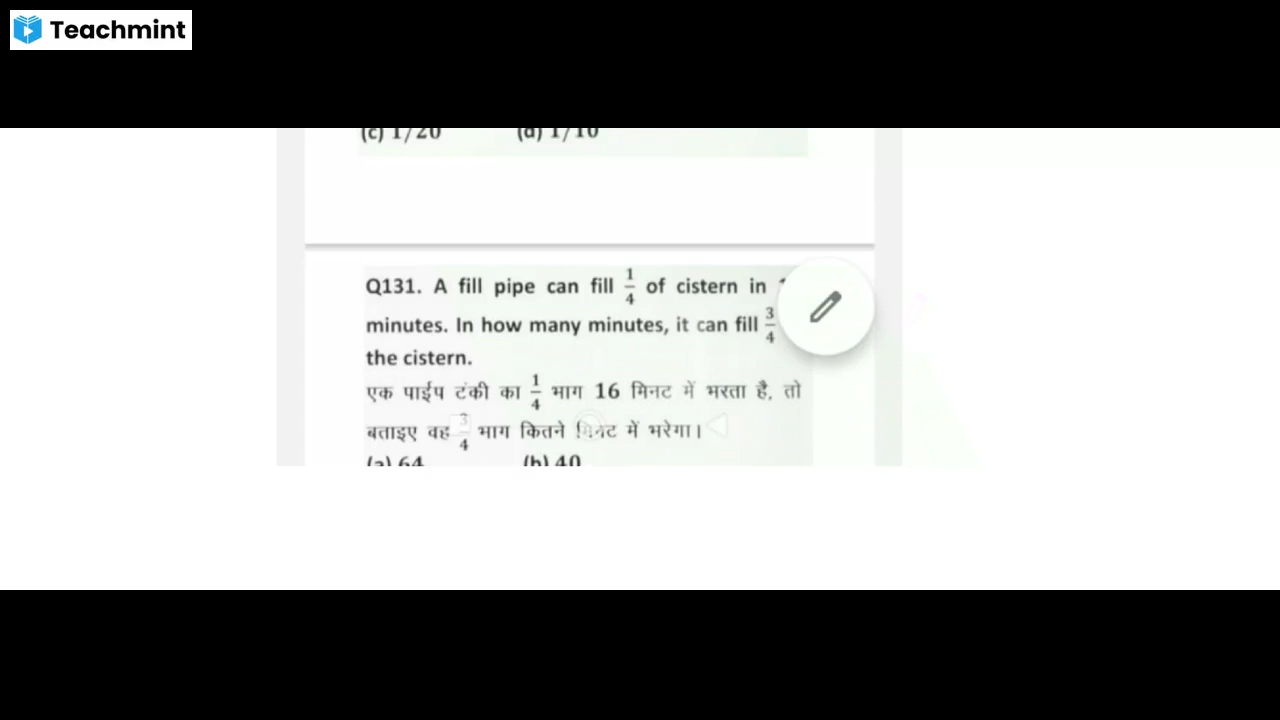 Teachmint
(c) 1/20 (d) 1/10
Q131. A fill pipe can fill 1/4 of cistern in
minutes. In how many minutes, it can fill 3/4
the cistern.
एक पाईप टंकी का 1/4 भाग 16 मिनट में भरता है, तो
बताइए वह 3/4 भाग कितने मिनट में भरेगा।
(a) 64 (b) 40